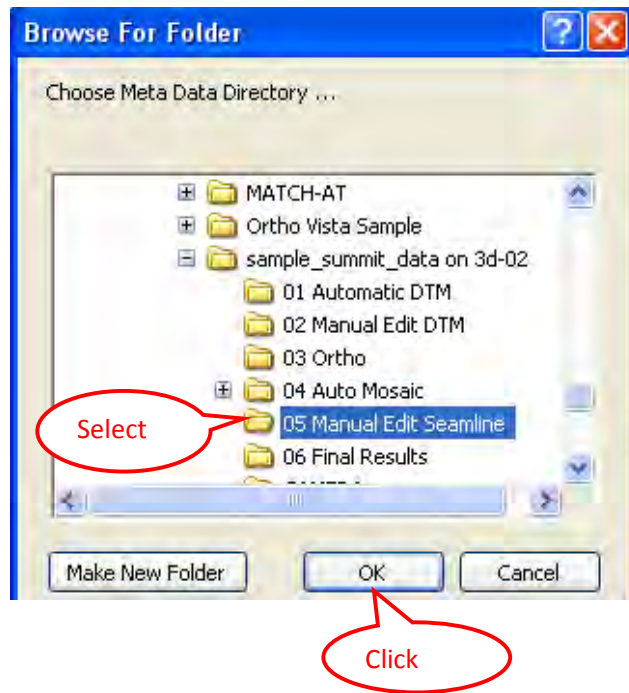 Browse For Folder
Choose Meta Data Directory ...
MATCH-AT
Ortho Vista Sample
sample_summit_data on 3d-02
01 Automatic DTM
02 Manual Edit DTM
03 Ortho
04 Auto Mosaic
Select
05 Manual Edit Seamline
06 Final Results
Make New Folder
OK
Cancel
Click